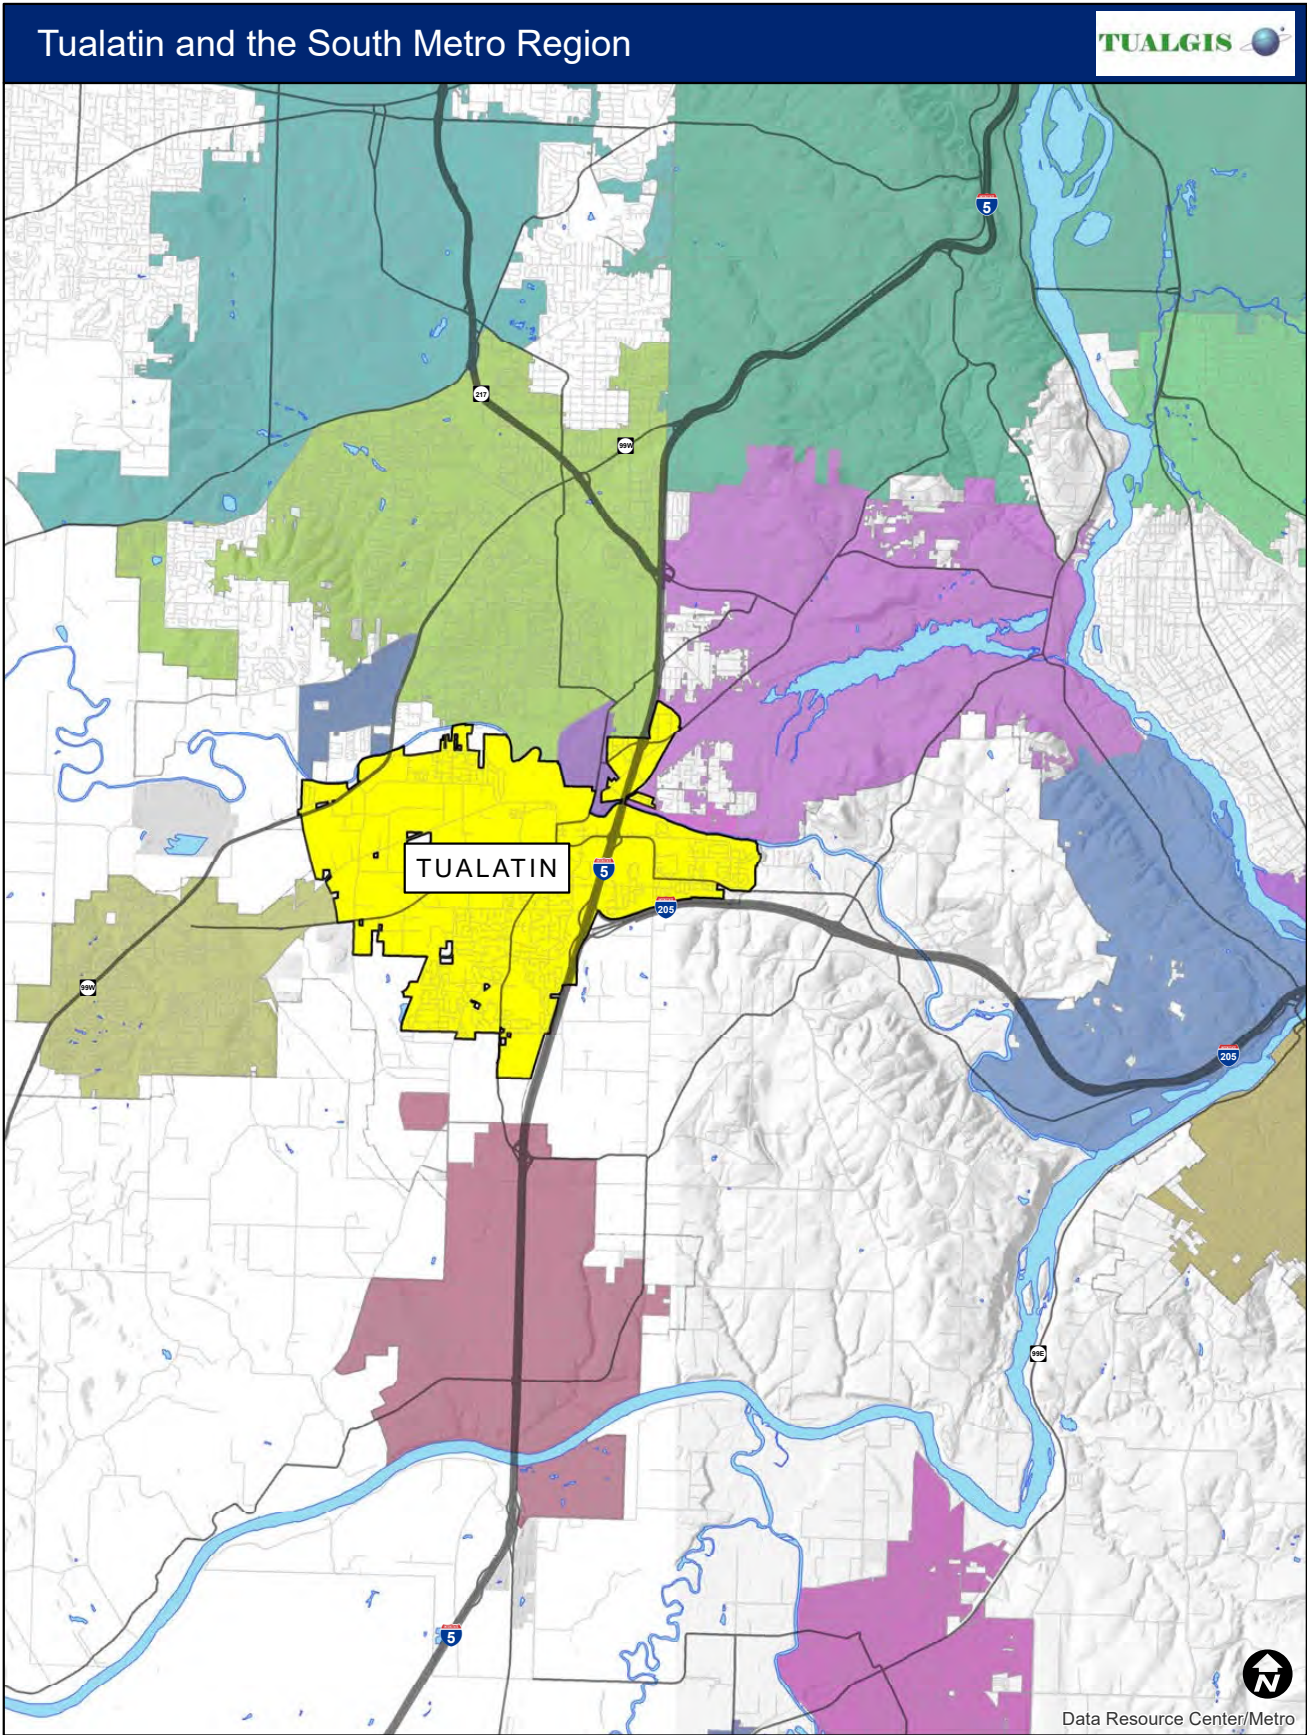 Tualatin and the South Metro Region
TUALGIS
5
217
99W
TUALATIN
5
205
99W
205
99E
5
N
Data Resource Center/Metro